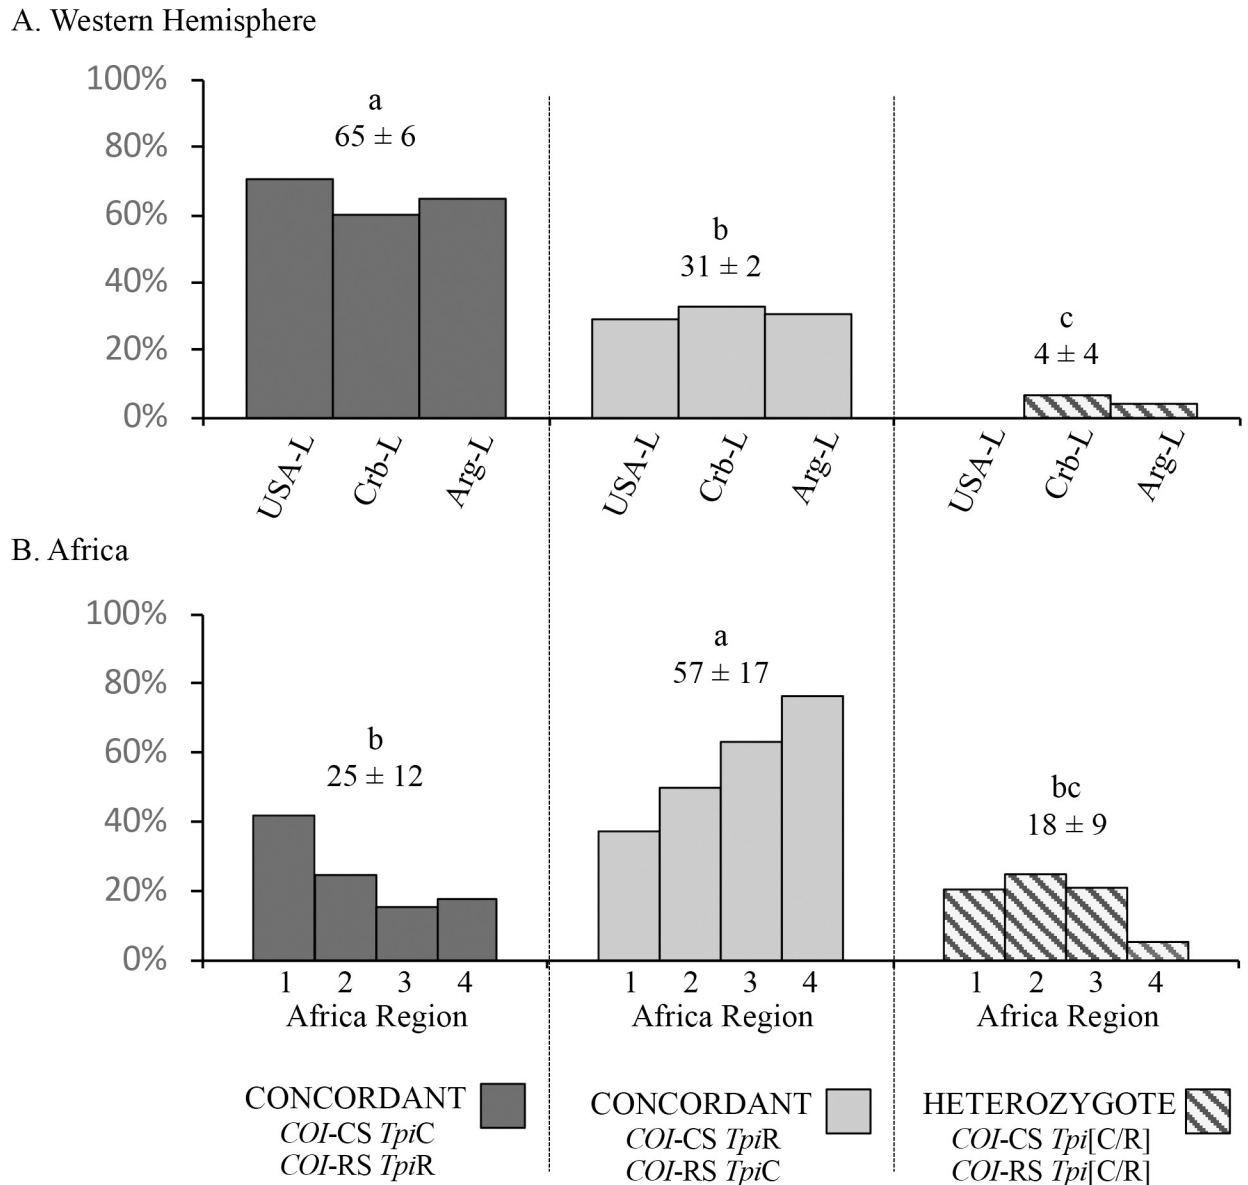 A. Western Hemisphere
100%
80%
60%
40%
20%
0%
a
65 ± 6
b
31 ± 2
c
4 ± 4
USA-L
Crb-L
Arg-L
USA-L
Crb-L
Arg-L
USA-L
Crb-L
Arg-L
B. Africa
100%
80%
60%
40%
20%
0%
b
25 ± 12
a
57 ± 17
bc
18 ± 9
1 2 3 4
Africa Region
1 2 3 4
Africa Region
1 2 3 4
Africa Region
CONCORDANT
COI-CS TpiC
COI-RS TpiR
CONCORDANT
COI-CS TpiR
COI-RS TpiC
HETEROZYGOTE
COI-CS Tpi[C/R]
COI-RS Tpi[C/R]